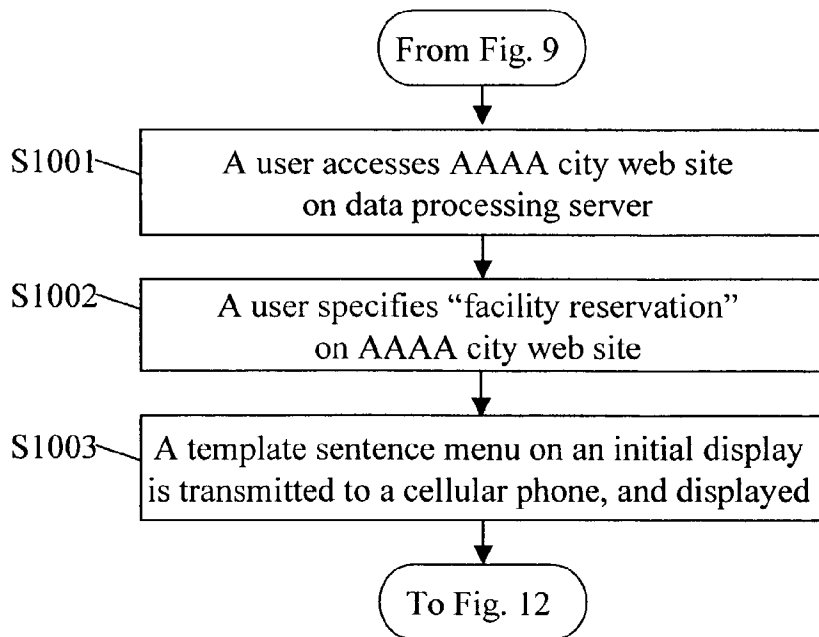 From Fig. 9
S1001
A user accesses AAAA city web site
on data processing server
S1002
A user specifies “facility reservation”
on AAAA city web site
S1003
A template sentence menu on an initial display
is transmitted to a cellular phone, and displayed
To Fig. 12